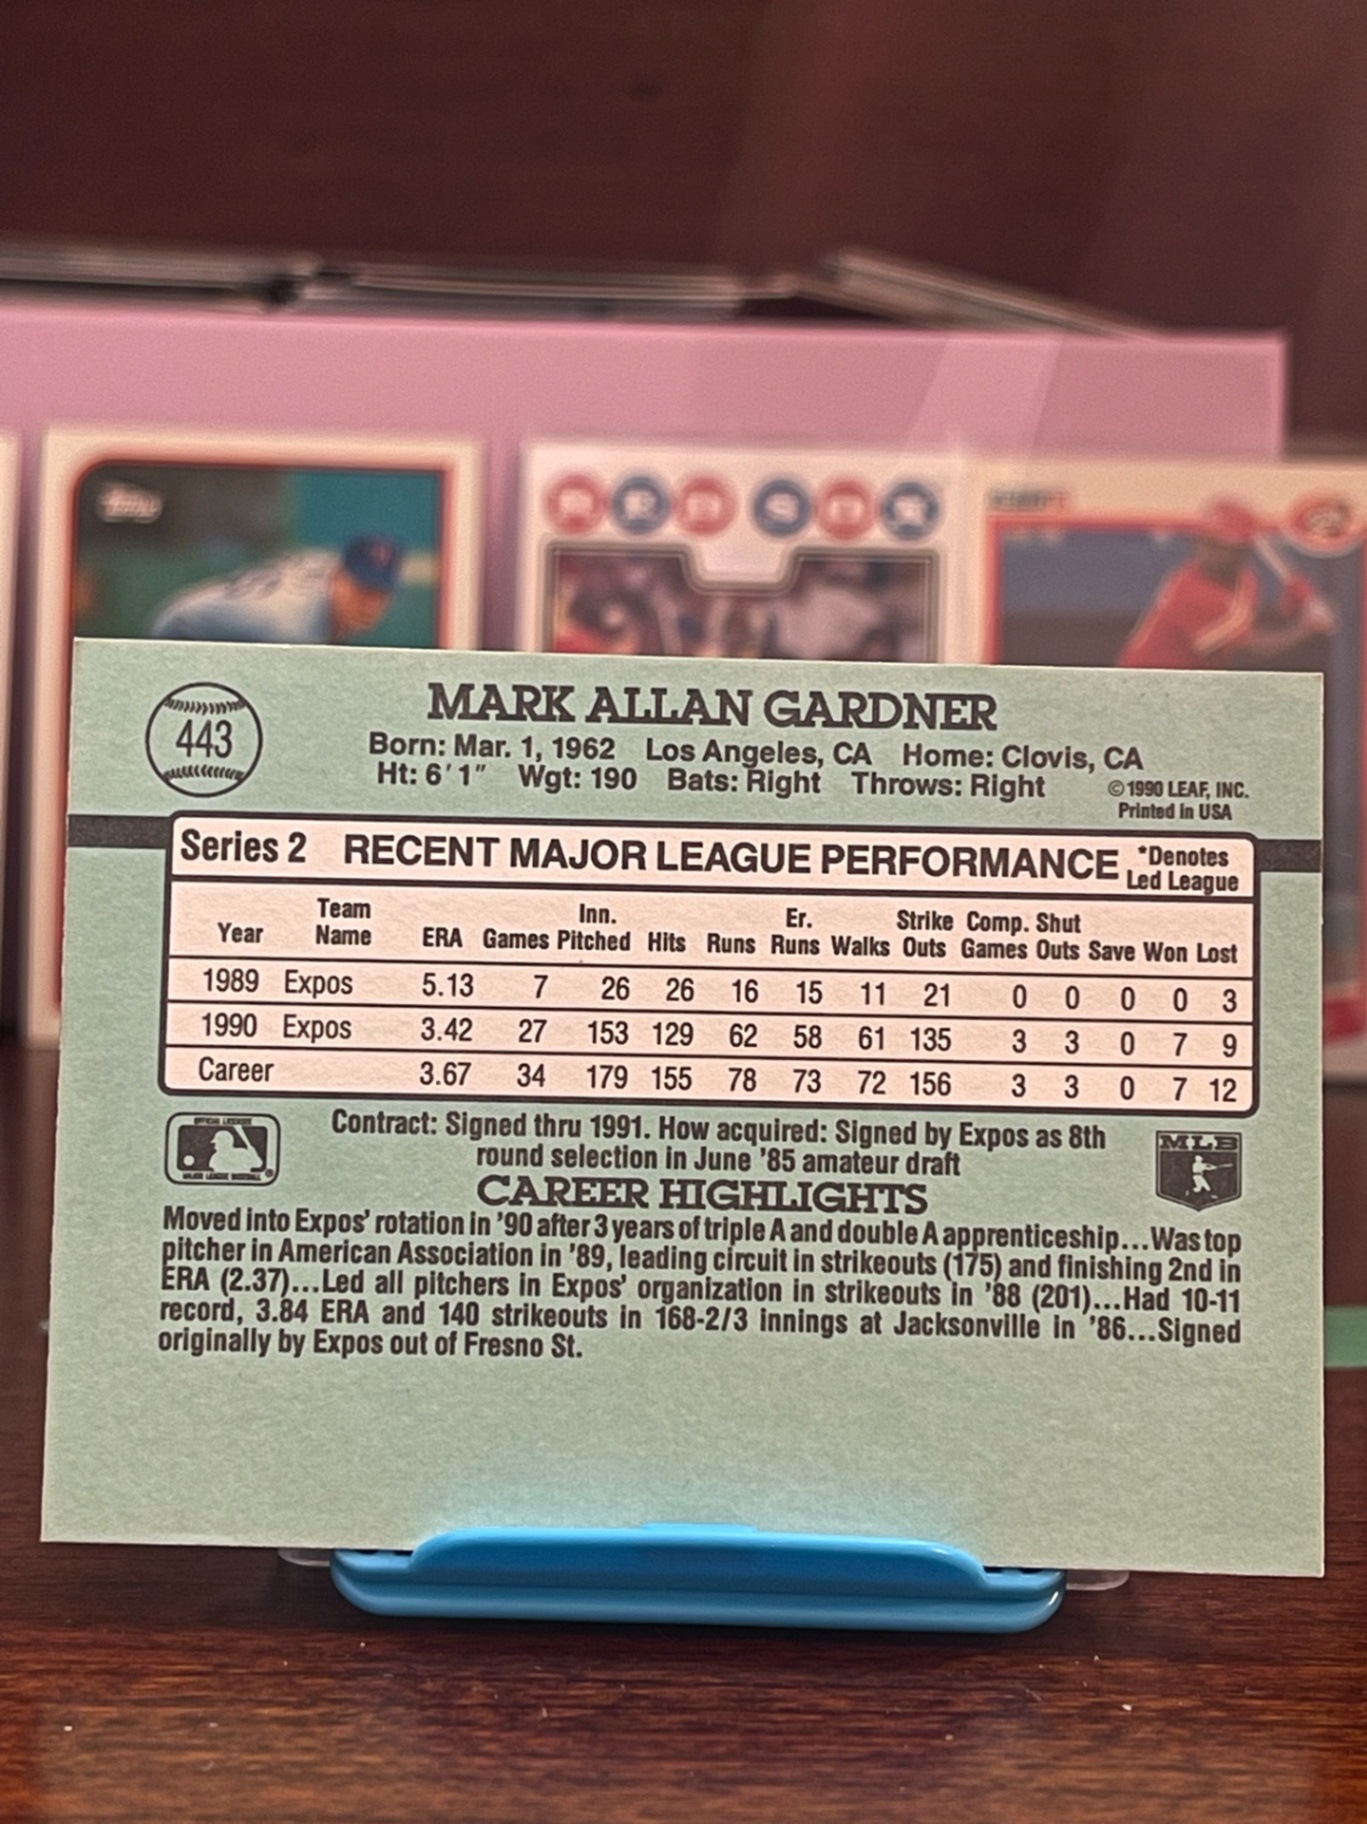 Topps
RED SOX
443
MARK ALLAN GARDNER
Born: Mar. 1, 1962 Los Angeles, CA Home: Clovis, CA
Ht: 6' 1" Wgt: 190 Bats: Right Throws: Right
©1990 LEAF, INC.
Printed in USA
Series 2 RECENT MAJOR LEAGUE PERFORMANCE *Denotes Led League
Year Team Name ERA Games Inn. Pitched Hits Runs Er. Runs Walks Strike Outs Comp. Games Shut Outs Save Won Lost
1989 Expos 5.13 7 26 26 16 15 11 21 0 0 0 0 3
1990 Expos 3.42 27 153 129 62 58 61 135 3 3 0 7 9
Career 3.67 34 179 155 78 73 72 156 3 3 0 7 12
Contract: Signed thru 1991. How acquired: Signed by Expos as 8th
round selection in June '85 amateur draft
MLB
CAREER HIGHLIGHTS
Moved into Expos' rotation in '90 after 3 years of triple A and double A apprenticeship...Was top
pitcher in American Association in '89, leading circuit in strikeouts (175) and finishing 2nd in
ERA (2.37)...Led all pitchers in Expos' organization in strikeouts in '88 (201)...Had 10-11
record, 3.84 ERA and 140 strikeouts in 168-2/3 innings at Jacksonville in '86...Signed
originally by Expos out of Fresno St.